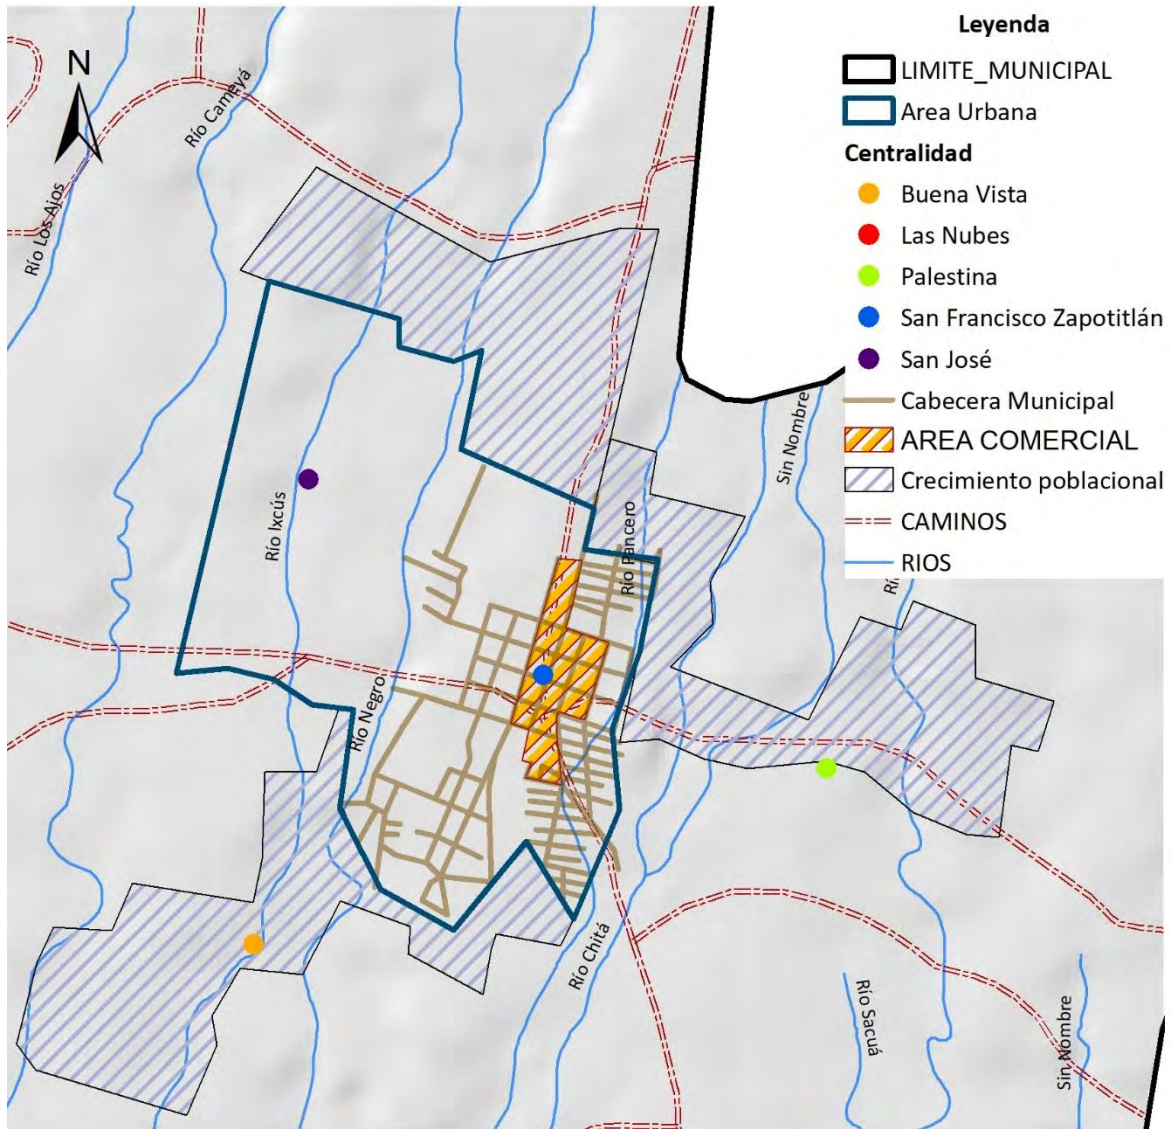 Leyenda
LIMITE_MUNICIPAL
Area Urbana
Centralidad
Buena Vista
Las Nubes
Palestina
San Francisco Zapotitlán
San José
Cabecera Municipal
AREA COMERCIAL
Crecimiento poblacional
CAMINOS
RIOS
N
Río Cameyá
Río Los Ajos
Río Ixcús
Río Negro
Río Pancero
Sin Nombre
Río Chitá
Río Sacuá
Sin Nombre